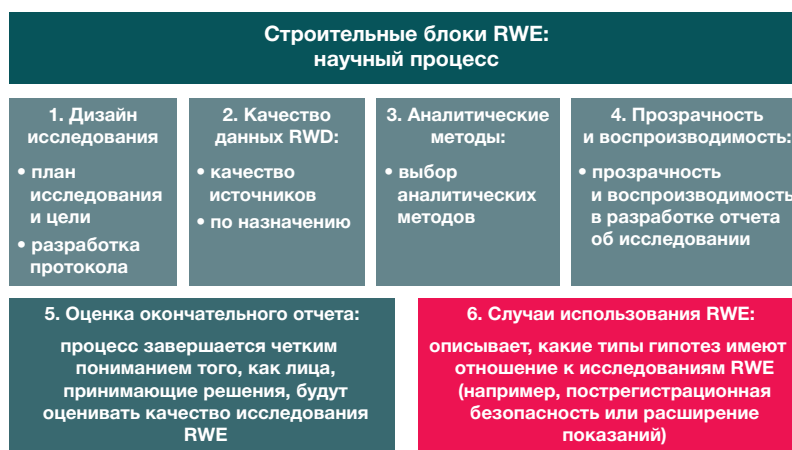 Строительные блоки RWE:
научный процесс
1. Дизайн
исследования
• план
исследования
и цели
• разработка
протокола
2. Качество
данных RWD:
• качество
источников
• по назначению
3. Аналитические
методы:
• выбор
аналитических
методов
4. Прозрачность
и воспроизводимость:
• прозрачность
и воспроизводимость
в разработке отчета
об исследовании
5. Оценка окончательного отчета:
процесс завершается четким
пониманием того, как лица,
принимающие решения, будут
оценивать качество исследования
RWE
6. Случаи использования RWE:
описывает, какие типы гипотез имеют
отношение к исследованиям RWE
(например, пострегистрационная
безопасность или расширение
показаний)